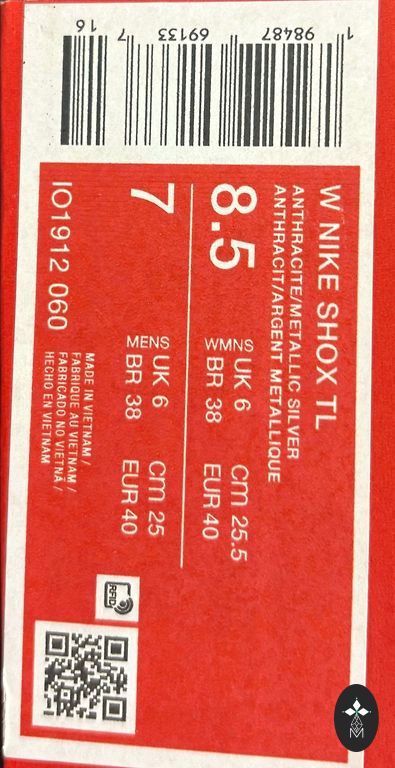 1 98487 69133 7 16
W NIKE SHOX TL
ANTHRACITE/METALLIC SILVER
ANTHRACIT/ARGENT METALLIQUE
8.5 WMNS UK 6 cm 25.5
BR 38 EUR 40
7 MENS UK 6 cm 25
BR 38 EUR 40
IO1912 060
MADE IN VIETNAM /
FABRIQUE AU VIETNAM /
FABRICADO NO VIETNÃ /
HECHO EN VIETNAM
RFID